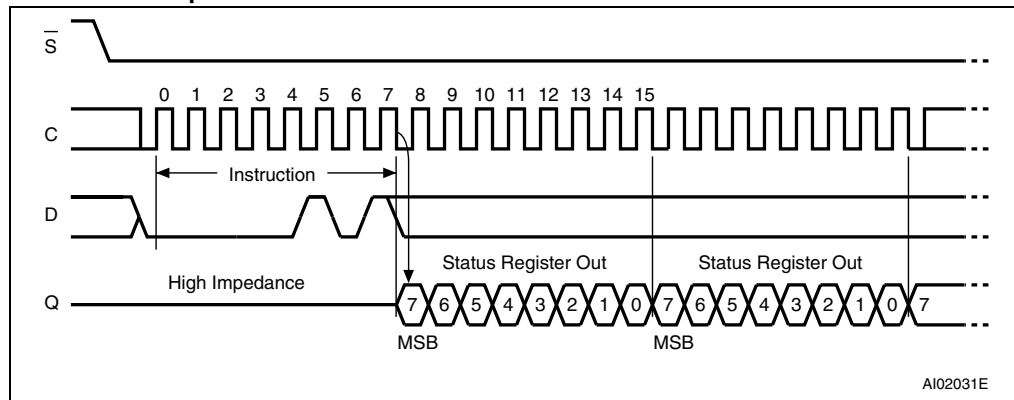 S
0 1 2 3 4 5 6 7 8 9 10 11 12 13 14 15
C
Instruction
D
Status Register Out Status Register Out
High Impedance
Q 7 6 5 4 3 2 1 0 7 6 5 4 3 2 1 0 7
MSB MSB
AI02031E